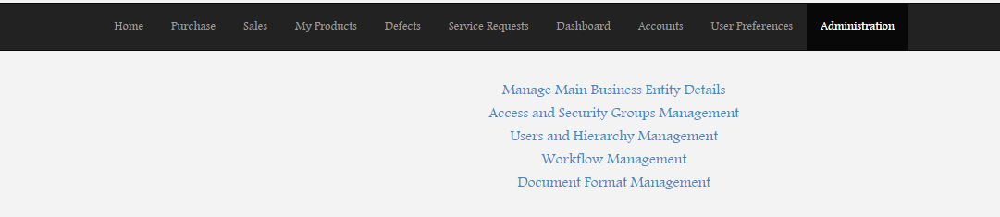 Home Purchase Sales My Products Defects Service Requests Dashboard Accounts User Preferences Administration
Manage Main Business Entity Details
Access and Security Groups Management
Users and Hierarchy Management
Workflow Management
Document Format Management